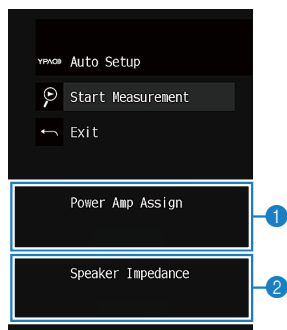 YPAO Auto Setup
Start Measurement
Exit
Power Amp Assign
1
Speaker Impedance
2